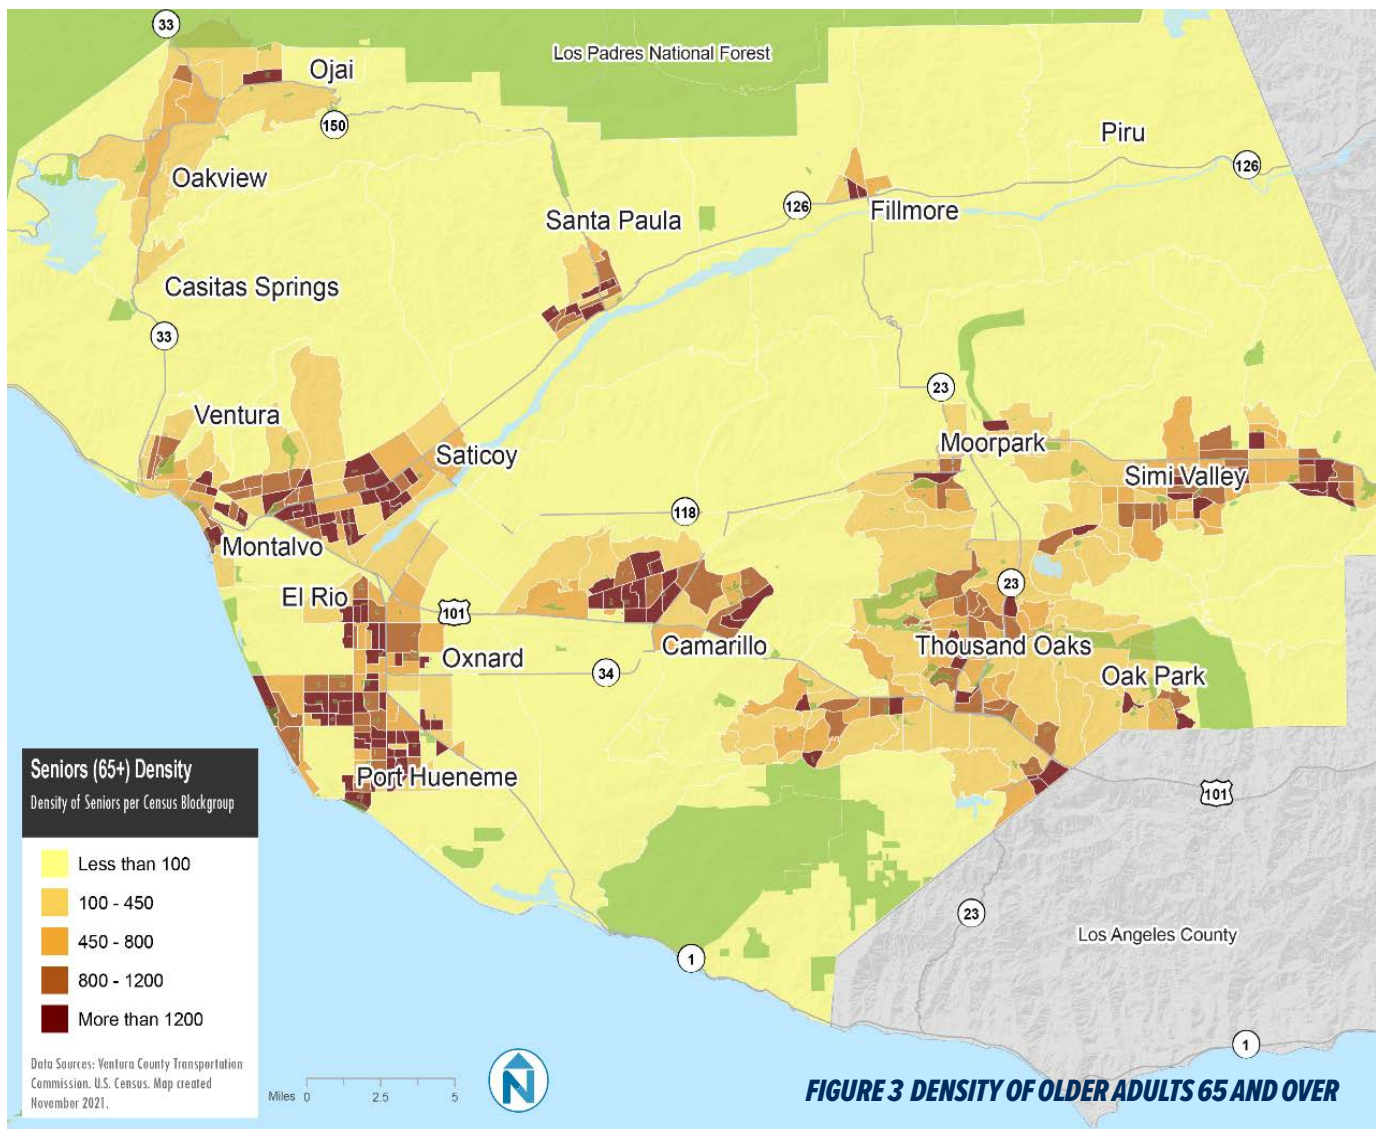 33
Los Padres National Forest
Ojai
150
Piru
126
Oakview
126
Fillmore
Santa Paula
Casitas Springs
33
23
Ventura
Moorpark
Saticoy
Simi Valley
118
Montalvo
El Rio
101
23
Oxnard
Camarillo
Thousand Oaks
34
Oak Park
Port Hueneme
101
23
Los Angeles County
1
1
Seniors (65+) Density
Density of Seniors per Census Blockgroup
Less than 100
100 - 450
450 - 800
800 - 1200
More than 1200
Data Sources: Ventura County Transportation
Commission. U.S. Census. Map created
November 2021.
Miles 0 2.5 5
N
FIGURE 3 DENSITY OF OLDER ADULTS 65 AND OVER